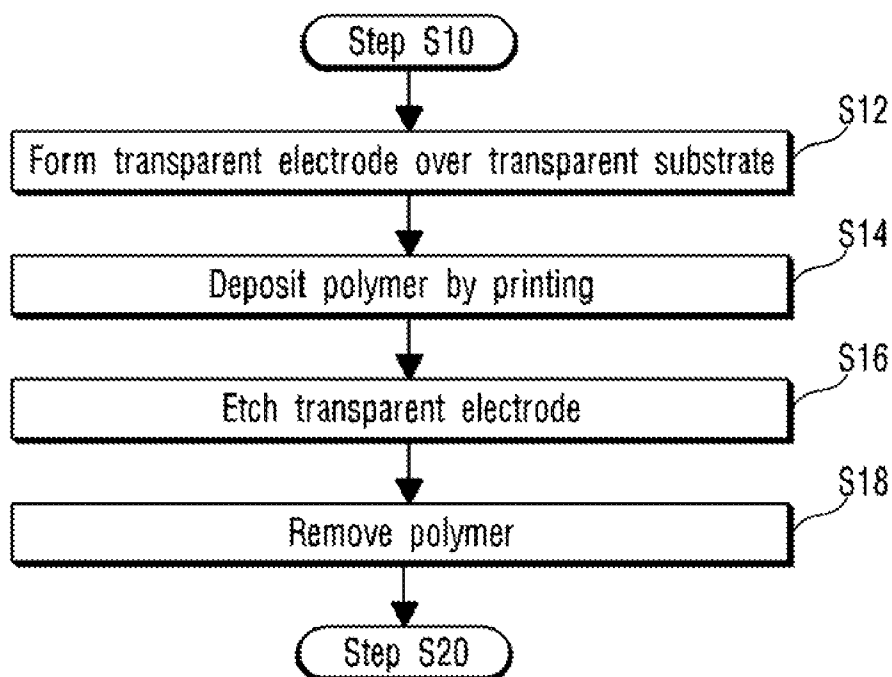 Step S10
S12
Form transparent electrode over transparent substrate
S14
Deposit polymer by printing
S16
Etch transparent electrode
S18
Remove polymer
Step S20